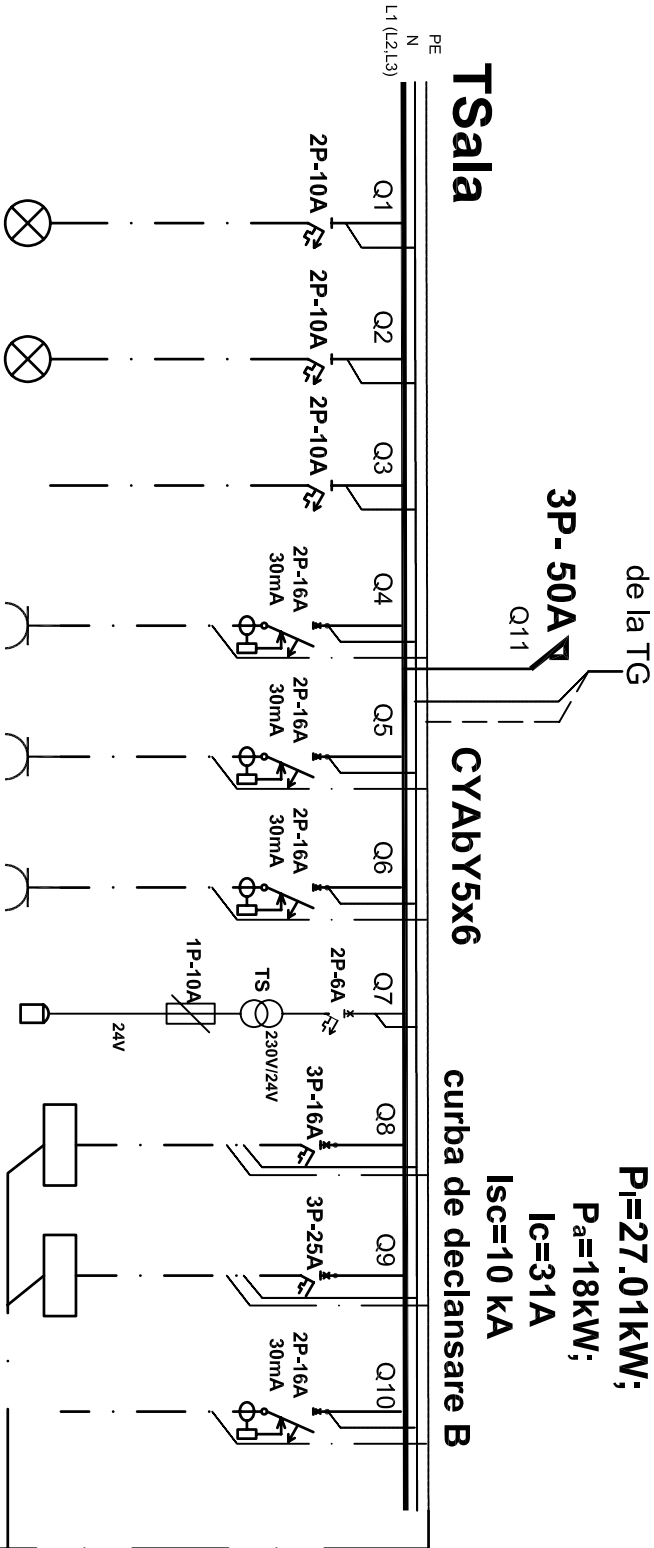 de la TG
Pi=27.01kW;
Pa=18kW;
Ic=31A
Isc=10 kA
3P- 50A
Q11
TSala
CYAbY5x6
curba de declansare B
PE
N
L1 (L2,L3)
Q1
Q2
Q3
Q4
Q5
Q6
Q7
Q8
Q9
Q10
2P-10A
2P-10A
2P-10A
2P-16A
30mA
2P-16A
30mA
2P-16A
30mA
2P-6A
3P-16A
3P-25A
2P-16A
30mA
TS
230V/24V
1P-10A
24V